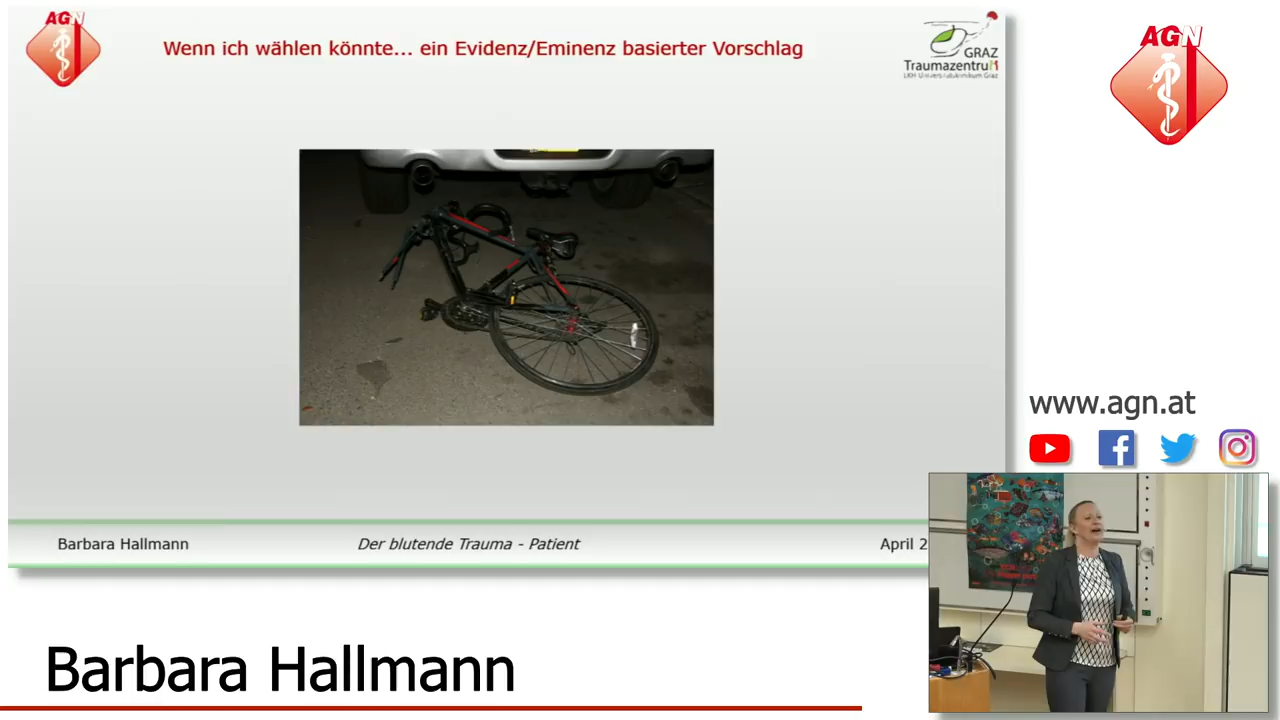 AGN
Wenn ich wählen könnte... ein Evidenz/Eminenz basierter Vorschlag
GRAZ
Traumazentrum
LKH-Universitätsklinikum Graz
AGN
www.agn.at
Barbara Hallmann
Der blutende Trauma - Patient
April 2
Barbara Hallmann